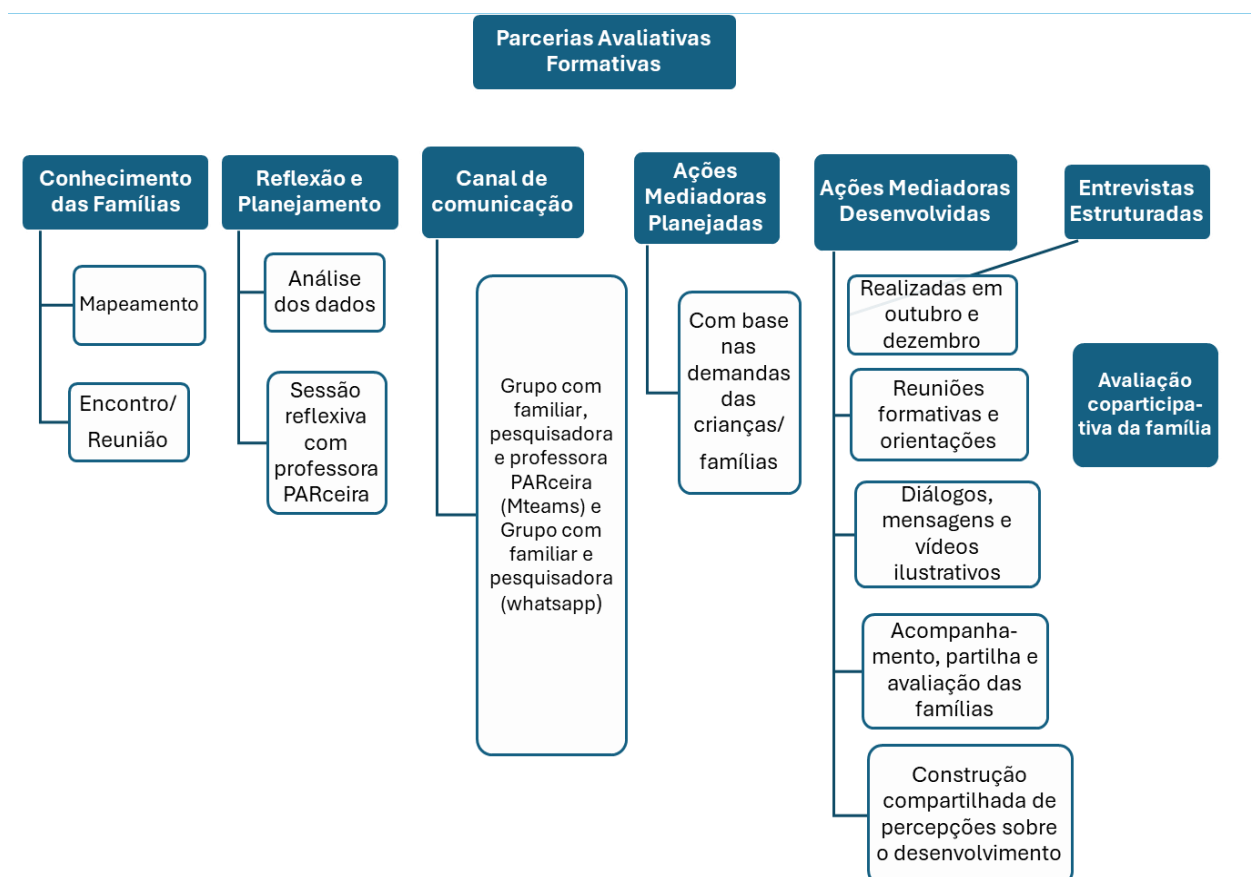 Parcerias Avaliativas
Formativas
Conhecimento
das Famílias
Mapeamento
Encontro/
Reunião
Reflexão e
Planejamento
Análise
dos dados
Sessão
reflexiva
com
professora
PARceira
Canal de
comunicação
Grupo com
familiar,
pesquisadora
e professora
PARceira
(Mteams) e
Grupo com
familiar e
pesquisadora
(whatsapp)
Ações
Mediadoras
Planejadas
Com base
nas
demandas
das
crianças/
famílias
Ações Mediadoras
Desenvolvidas
Realizadas em
outubro e
dezembro
Reuniões
formativas e
orientações
Diálogos,
mensagens e
vídeos
ilustrativos
Acompanha-
mento, partilha e
avaliação das
famílias
Construção
compartilhada de
percepções sobre
o desenvolvimento
Entrevistas
Estruturadas
Avaliação
coparticipa-
tiva da família